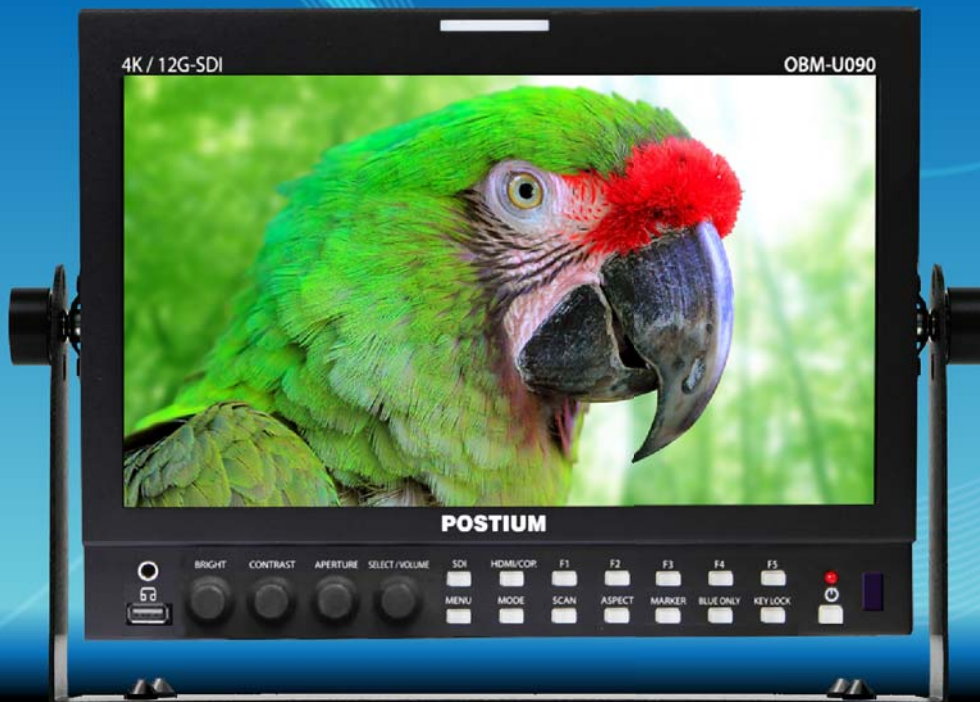 4K / 12G-SDI OBM-U090
POSTIUM
BRIGHT CONTRAST APERTURE SELECT / VOLUME SDI HDMI/COP. F1 F2 F3 F4 F5
MENU MODE SCAN ASPECT MARKER BLUE ONLY KEY LOCK